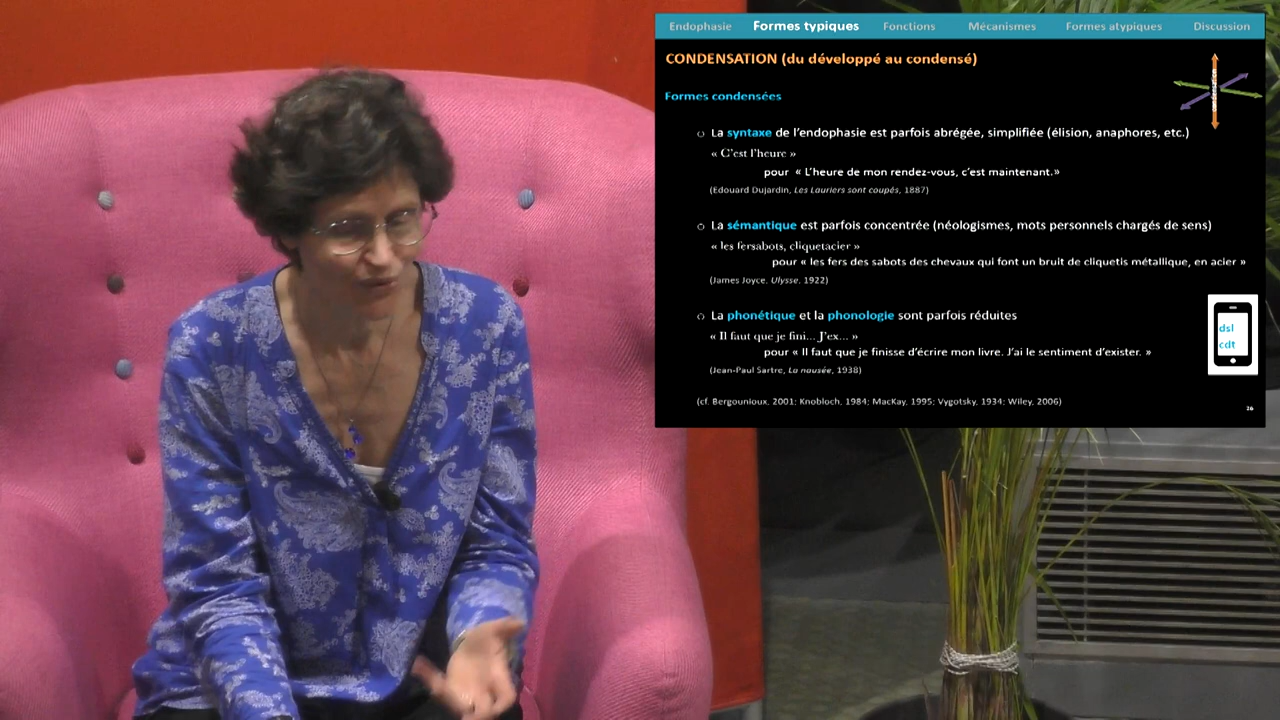 Endophasie Formes typiques Fonctions Mécanismes Formes atypiques Discussion
CONDENSATION (du développé au condensé)
Formes condensées
La syntaxe de l'endophasie est parfois abrégée, simplifiée (élision, anaphores, etc.)
« C'est l'heure »
pour « L'heure de mon rendez-vous, c'est maintenant.»
(Edouard Dujardin, Les Lauriers sont coupés, 1887)
La sémantique est parfois concentrée (néologismes, mots personnels chargés de sens)
« les fersabots, cliquetacier »
pour « les fers des sabots des chevaux qui font un bruit de cliquetis métallique, en acier »
(James Joyce, Ulysse, 1922)
La phonétique et la phonologie sont parfois réduites
« Il faut que je fini... J'ex... »
pour « Il faut que je finisse d'écrire mon livre. J'ai le sentiment d'exister. »
(Jean-Paul Sartre, La nausée, 1938)
dsl
cdt
(cf. Bergounioux, 2001; Knobloch, 1984; MacKay, 1995; Vygotsky, 1934; Wiley, 2006)
26